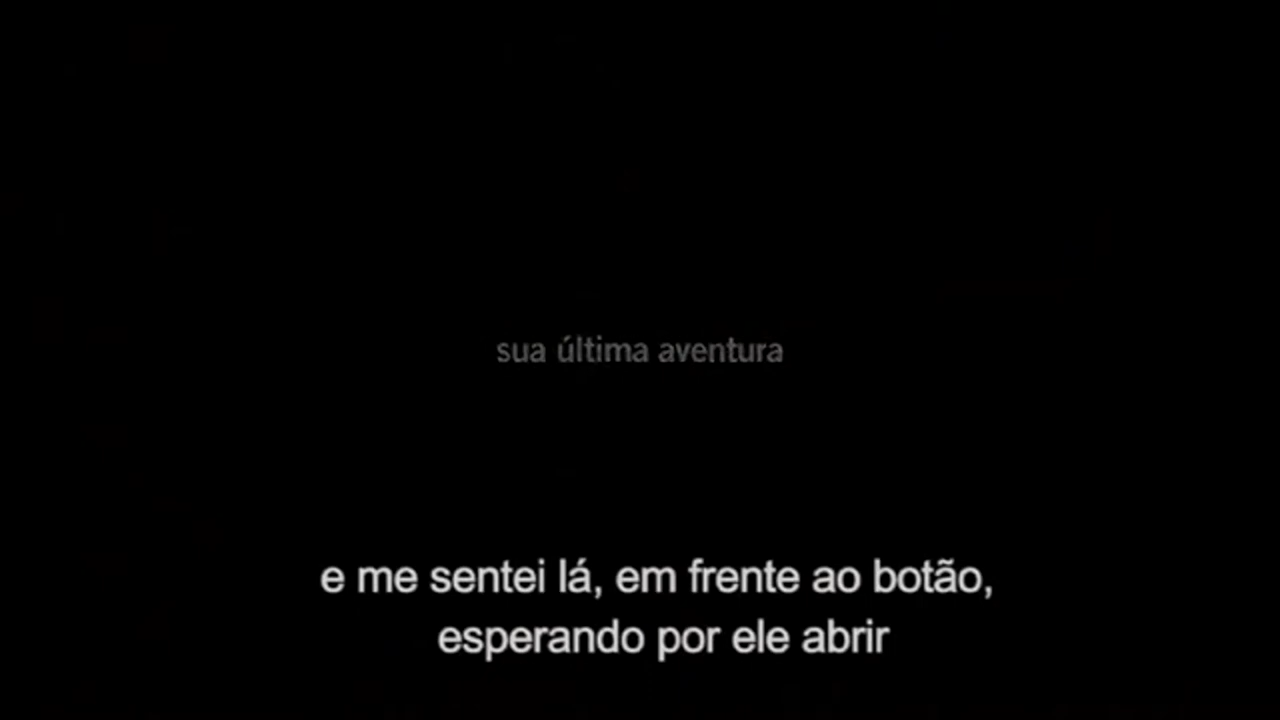 sua última aventura
e me sentei lá, em frente ao botão,
esperando por ele abrir